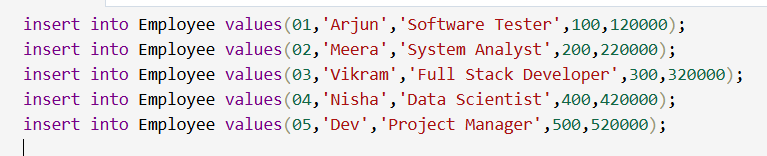 insert into Employee values(01,'Arjun','Software Tester',100,120000);
insert into Employee values(02,'Meera','System Analyst',200,220000);
insert into Employee values(03,'Vikram','Full Stack Developer',300,320000);
insert into Employee values(04,'Nisha','Data Scientist',400,420000);
insert into Employee values(05,'Dev','Project Manager',500,520000);